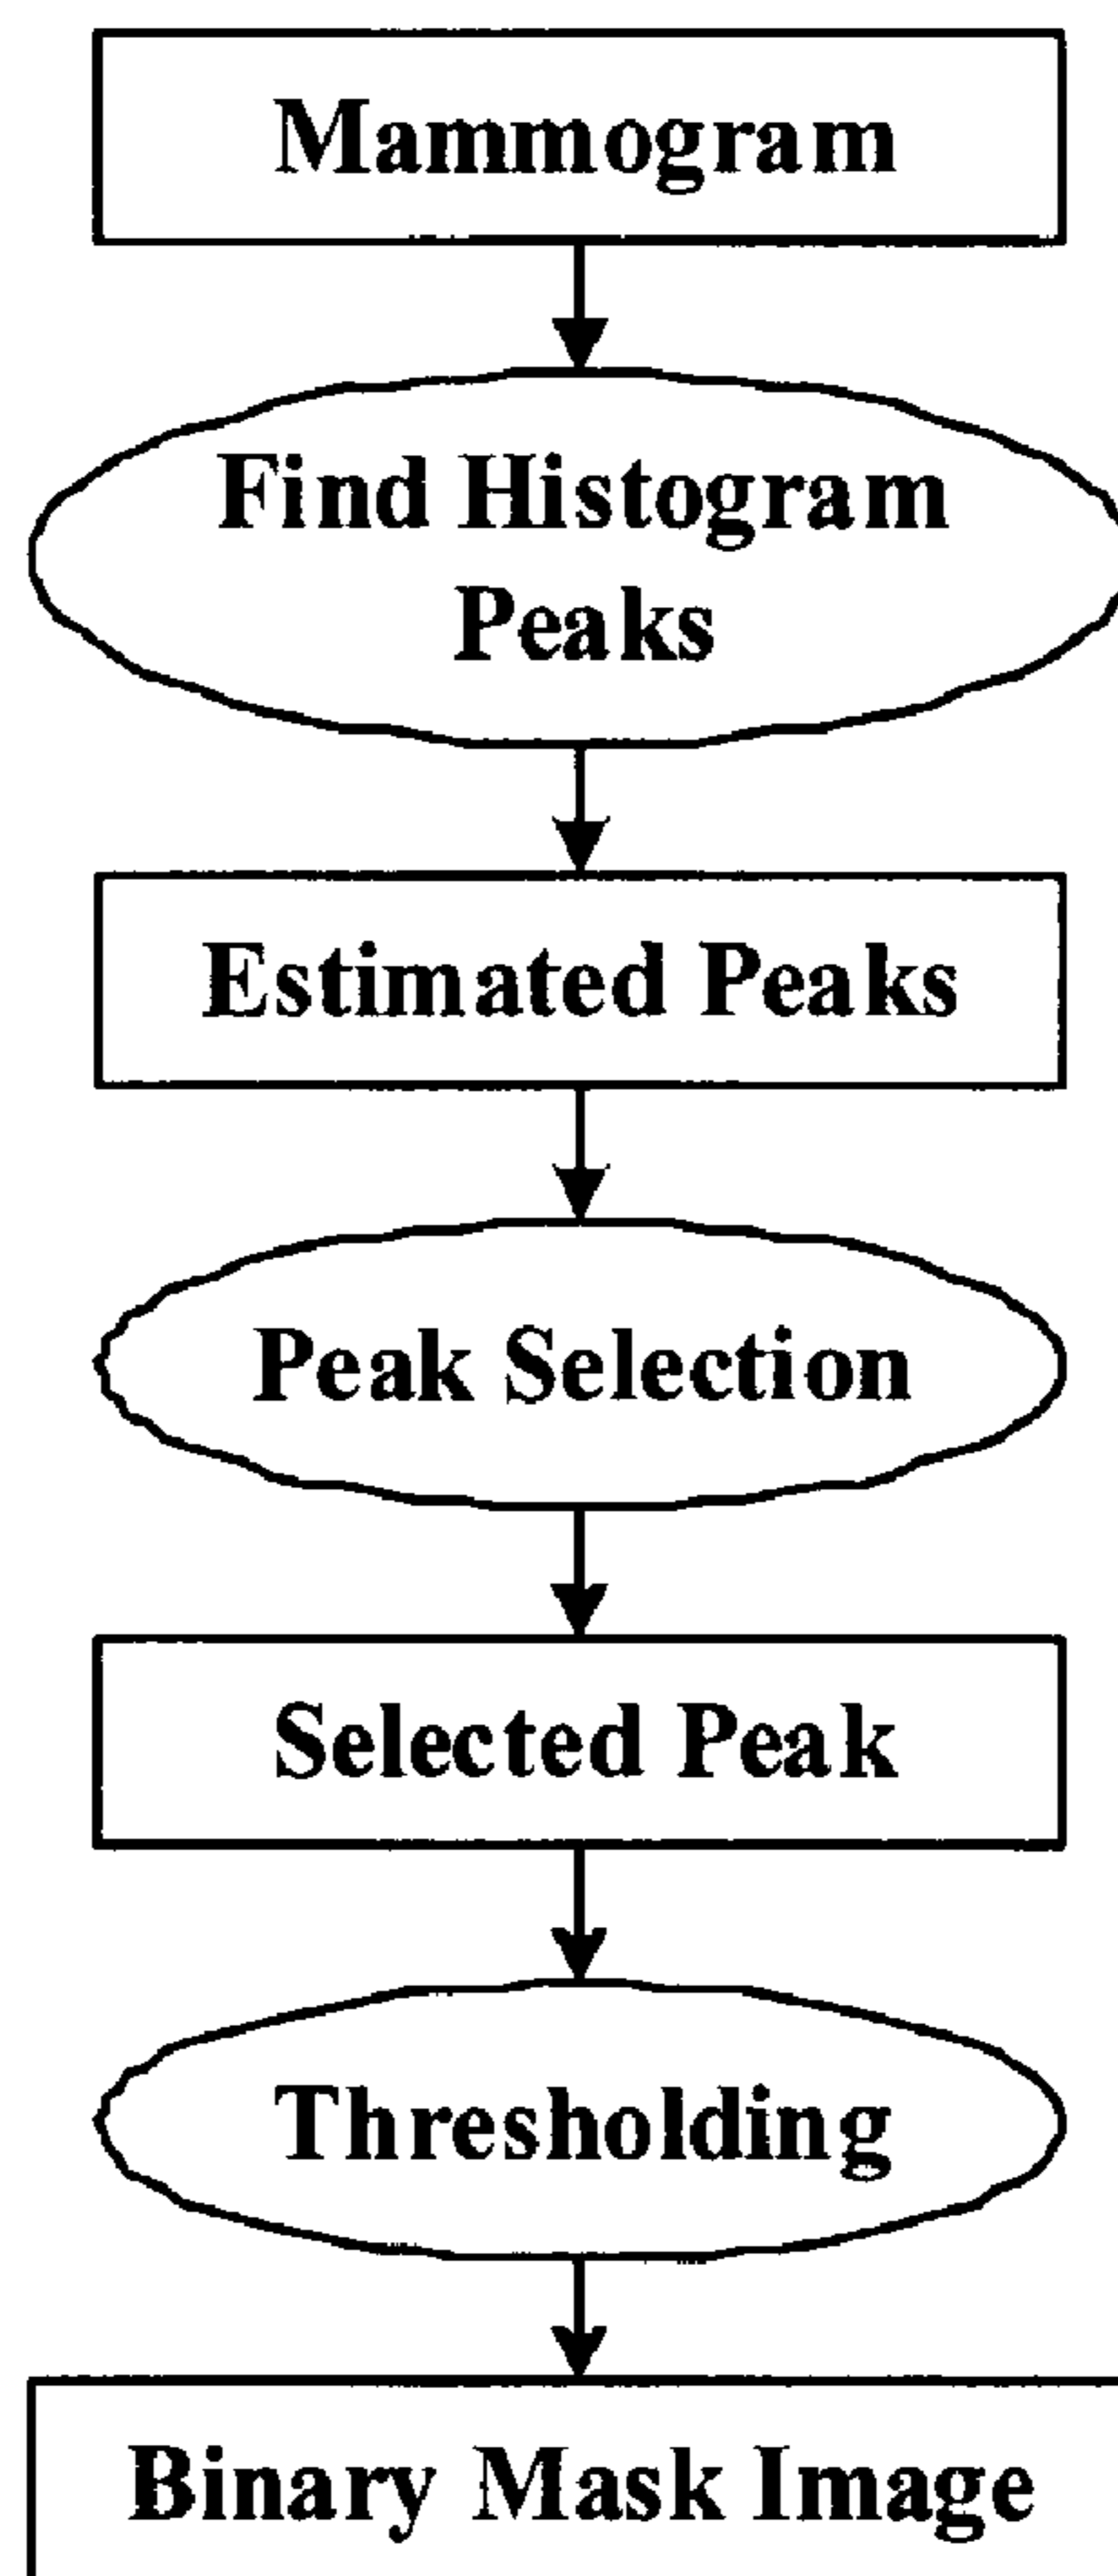 Mammogram
Find Histogram
Peaks
Estimated Peaks
Peak Selection
Selected Peak
Thresholding
Binary Mask Image